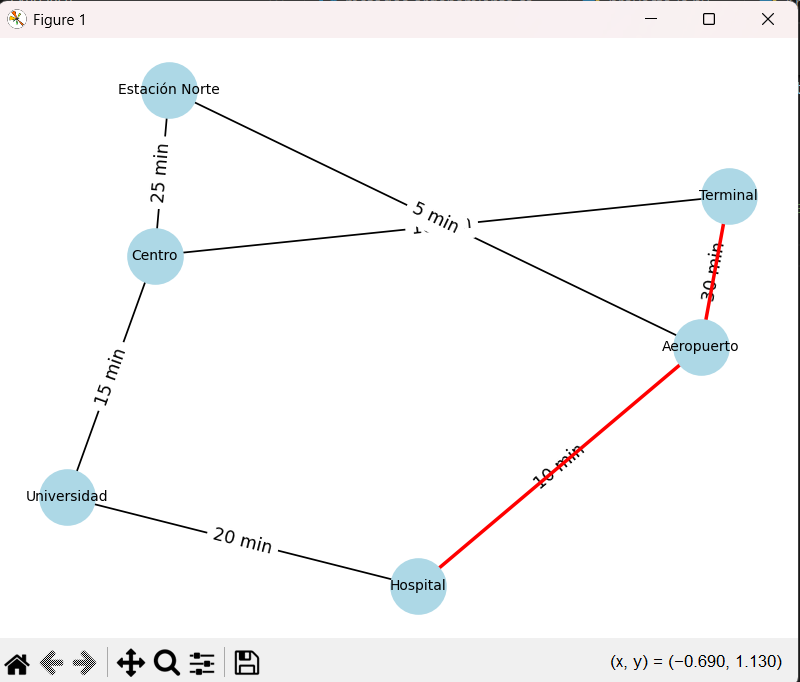 Figure 1
Estación Norte
25 min
Terminal
5 min
Centro
30 min
Aeropuerto
15 min
10 min
Universidad
20 min
Hospital
(x, y) = (−0.690, 1.130)